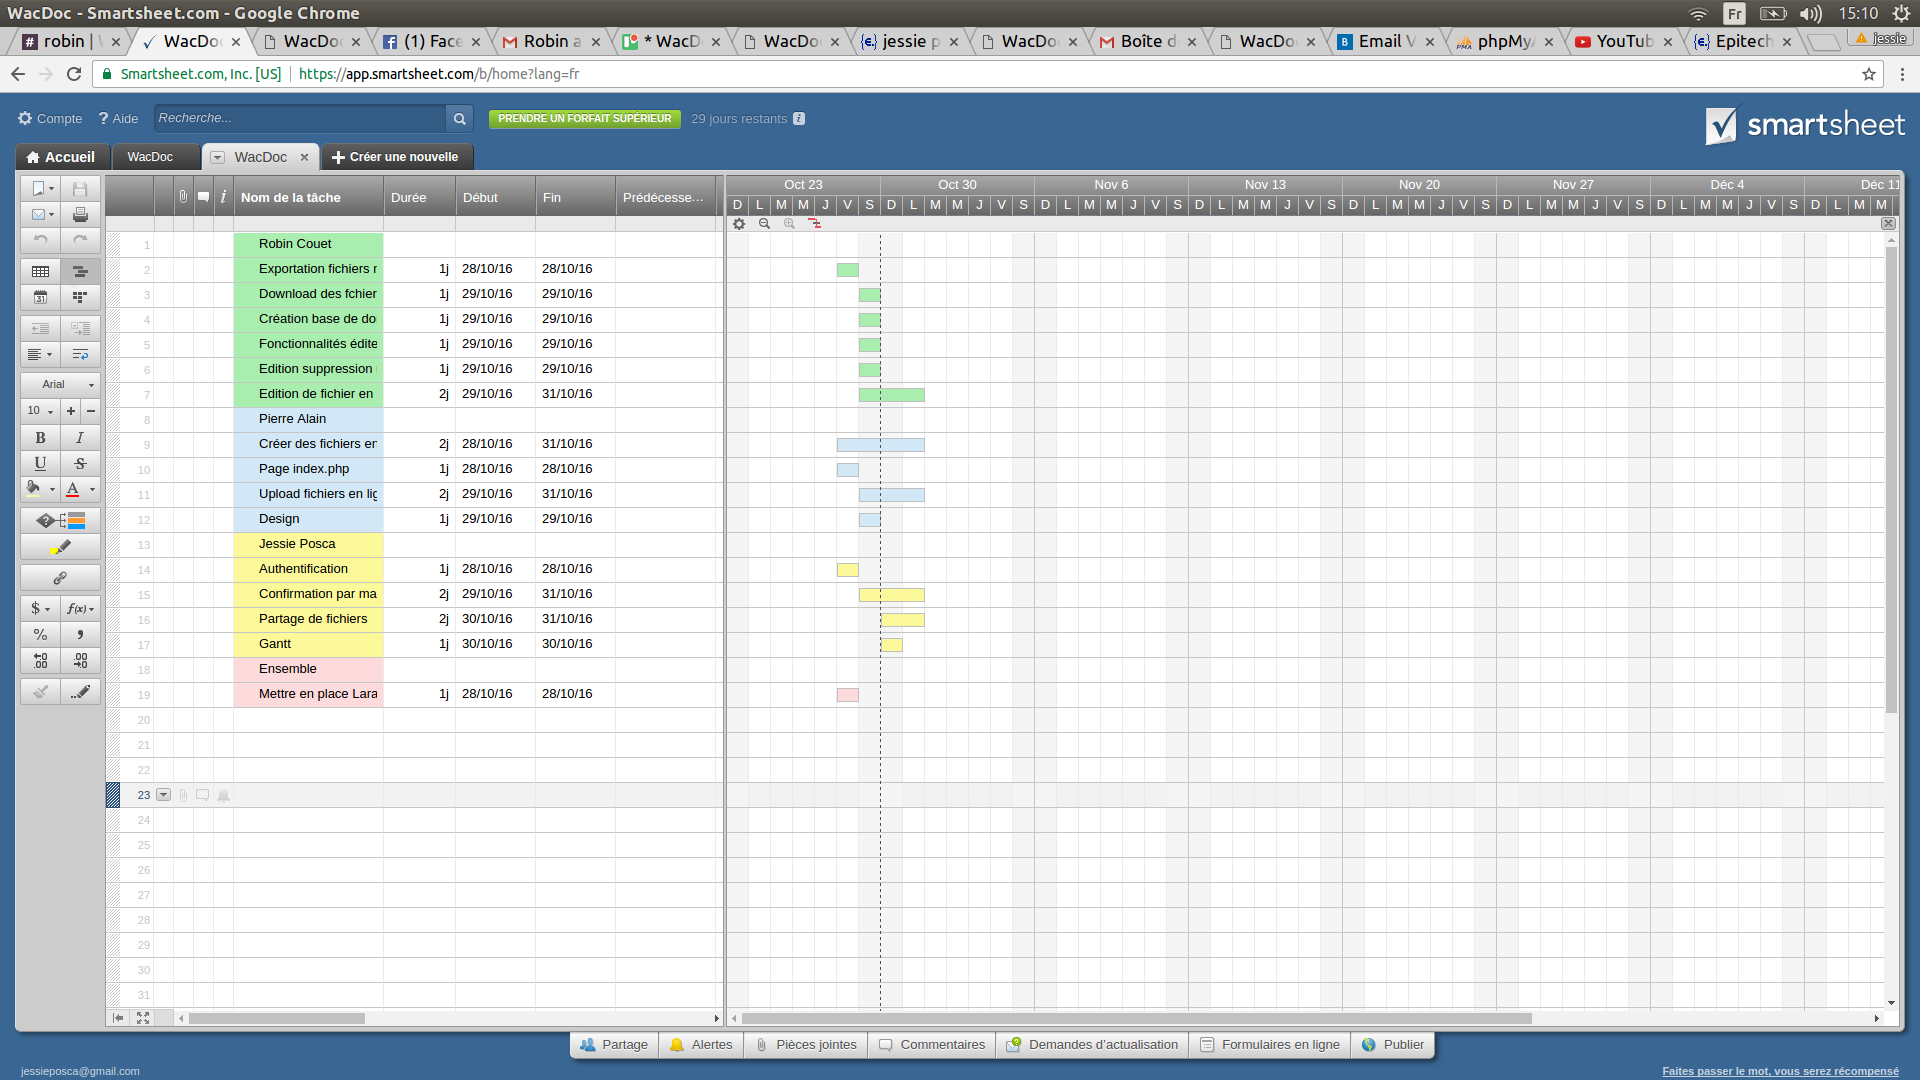 WacDoc - Smartsheet.com - Google Chrome
Fr 15:10
robin | WacDo WacDo (1) Face Robin a * WacD WacDo jessie p WacDo Boîte d WacDo Email V phpMyA YouTub Epitech jessie
Smartsheet.com, Inc. [US] https://app.smartsheet.com/b/home?lang=fr
Compte ? Aide Recherche... PRENDRE UN FORFAIT SUPÉRIEUR 29 jours restants i
smartsheet
Accueil WacDoc WacDoc Créer une nouvelle
Nom de la tâche Durée Début Fin Prédécesse...
Oct 23 Oct 30 Nov 6 Nov 13 Nov 20 Nov 27 Déc 4 Déc 11
D L M M J V S D L M M J V S D L M M J V S D L M M J V S D L M M J V S D L M M J V S D L M M J V S D L M M
1 Robin Couet
2 Exportation fichiers 1j 28/10/16 28/10/16
3 Download des fchier 1j 29/10/16 29/10/16
4 Création base de do 1j 29/10/16 29/10/16
5 Fonctionnalités édite 1j 29/10/16 29/10/16
6 Edition suppression 1j 29/10/16 29/10/16
7 Edition de fichier en 2j 29/10/16 31/10/16
8 Pierre Alain
9 Créer des fichiers en 2j 28/10/16 31/10/16
10 Page index.php 1j 28/10/16 28/10/16
11 Upload fichiers en lig 2j 29/10/16 31/10/16
12 Design 1j 29/10/16 29/10/16
13 Jessie Posca
14 Authentification 1j 28/10/16 28/10/16
15 Confirmation par ma 2j 29/10/16 31/10/16
16 Partage de fichiers 2j 30/10/16 31/10/16
17 Gantt 1j 30/10/16 30/10/16
18 Ensemble
19 Mettre en place Lara 1j 28/10/16 28/10/16
20
21
22
23
24
25
26
27
28
29
30
31
31
Arial
10 + −
B I
U S
A
$ f(x)
% ,
.0 .00
.00 .0
Partage Alertes Pièces jointes Commentaires Demandes d'actualisation Formulaires en ligne Publier
jessieposca@gmail.com
Faites passer le mot, vous serez récompensé